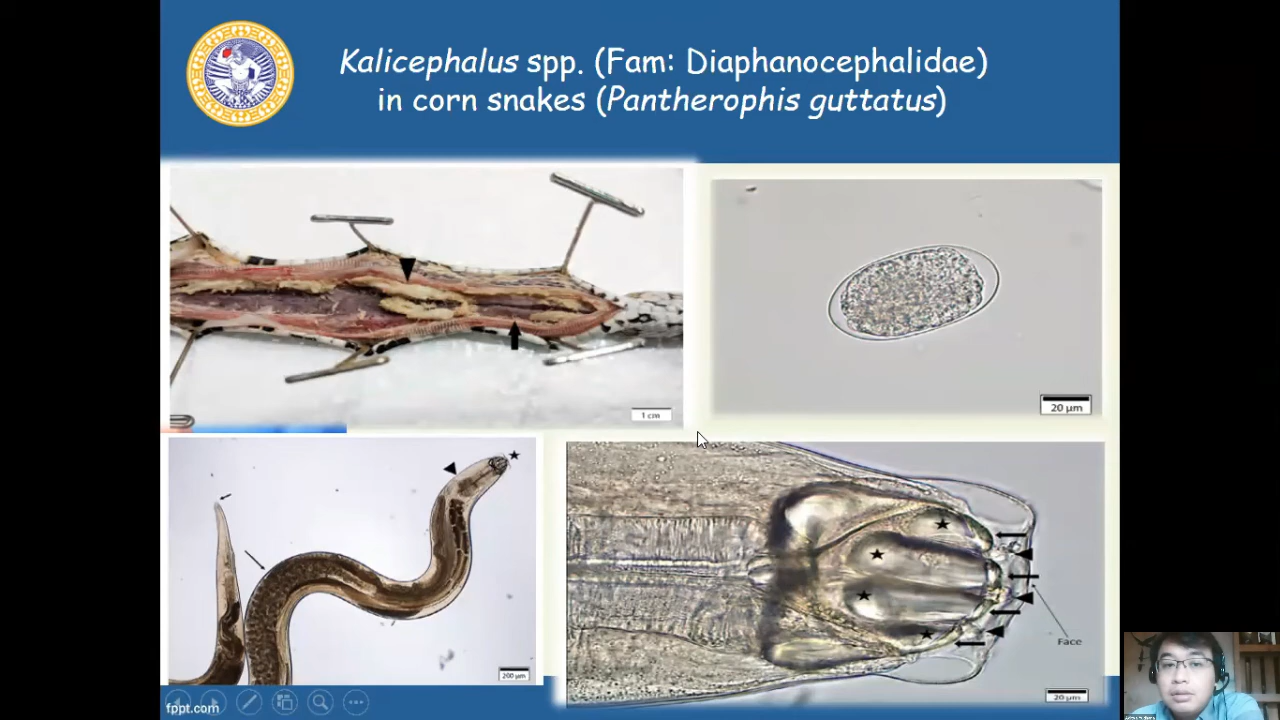 Kalicephalus spp. (Fam: Diaphanocephalidae)
in corn snakes (Pantherophis guttatus)
1 cm
20 µm
200 µm
Face
20 µm
fppt.com